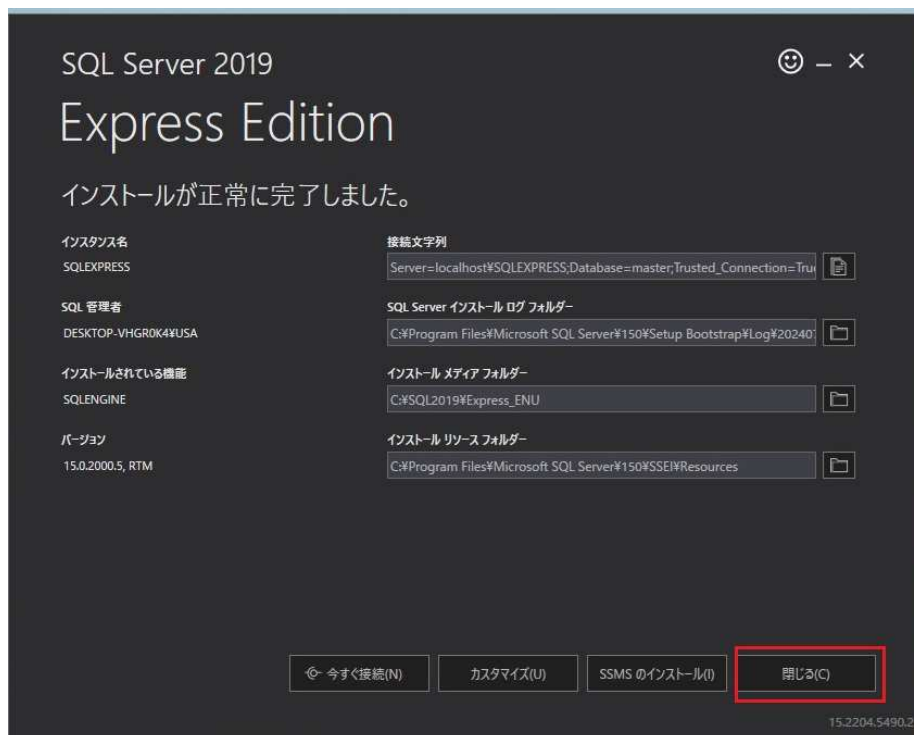 SQL Server 2019
Express Edition
インストールが正常に完了しました。
インスタンス名
SQLEXPRESS
接続文字列
Server=localhost¥SQLEXPRESS;Database=master;Trusted_Connection=True
SQL 管理者
DESKTOP-VHGR0K4¥USA
SQL Server インストール ログ フォルダー
C:¥Program Files¥Microsoft SQL Server¥150¥Setup Bootstrap¥Log¥202407
インストールされている機能
SQLENGINE
インストール メディア フォルダー
C:¥SQL2019¥Express_ENU
バージョン
15.0.2000.5, RTM
インストール リソース フォルダー
C:¥Program Files¥Microsoft SQL Server¥150¥SSEI¥Resources
今すぐ接続(N)
カスタマイズ(U)
SSMS のインストール(I)
閉じる(C)
15.2204.5490.2